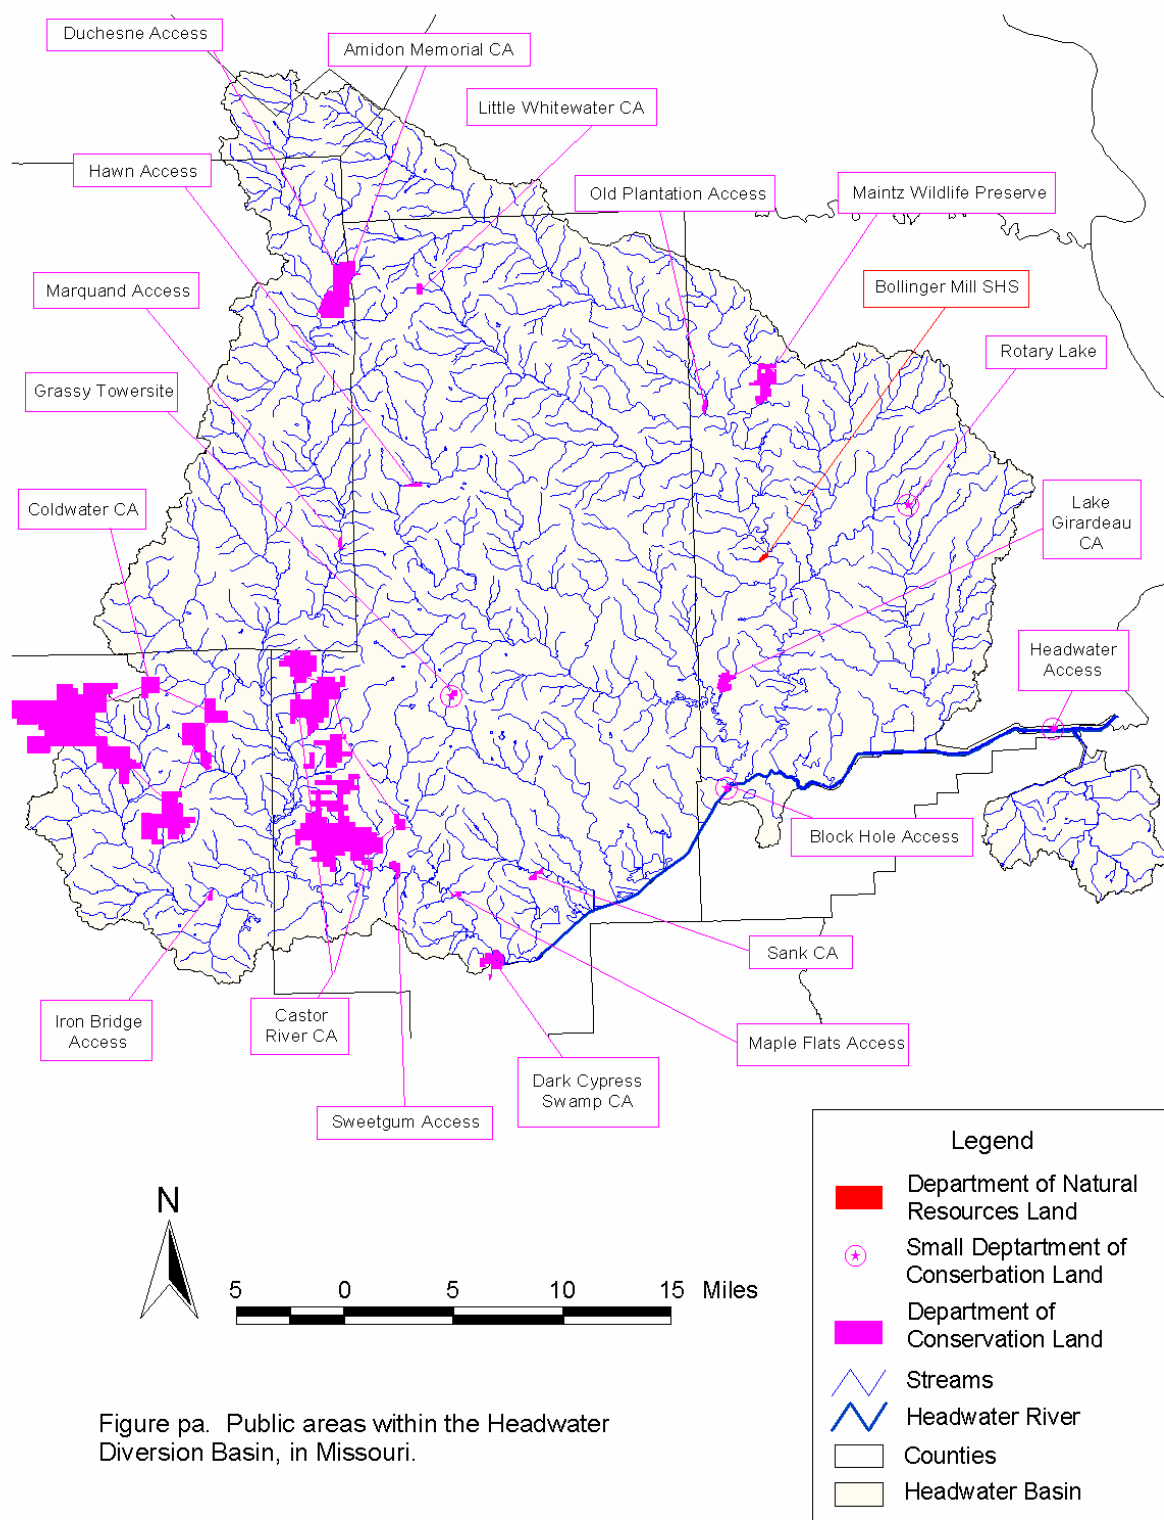 Duchesne Access
Amidon Memorial CA
Little Whitewater CA
Hawn Access
Old Plantation Access
Maintz Wildlife Preserve
Marquand Access
Bollinger Mill SHS
Rotary Lake
Grassy Towersite
Coldwater CA
Lake
Girardeau
CA
Headwater
Access
Block Hole Access
Sank CA
Iron Bridge
Access
Castor
River CA
Maple Flats Access
Dark Cypress
Swamp CA
Sweetgum Access
Legend
Department of Natural
Resources Land
Small Deptartment of
Conserbation Land
Department of
Conservation Land
Streams
Headwater River
Counties
Headwater Basin
N
5 0 5 10 15 Miles
Figure pa. Public areas within the Headwater
Diversion Basin, in Missouri.